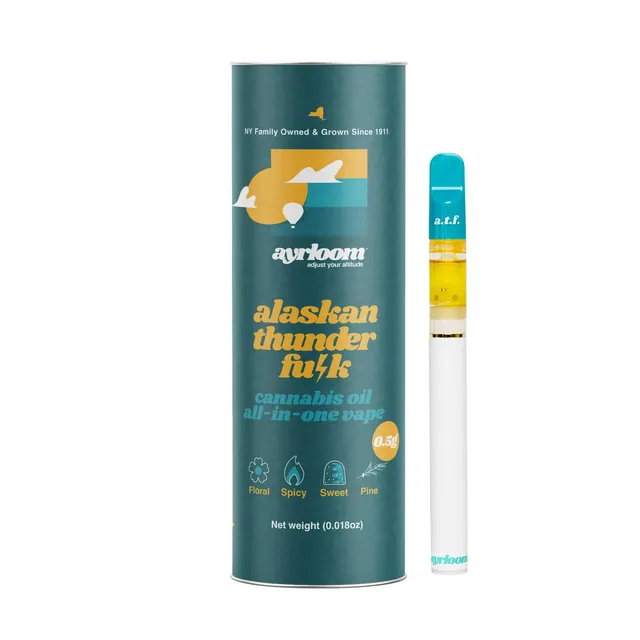 NY Family Owned & Grown Since 1911
ayrloom
adjust your attitude
alaskan
thunder
fu⚡k
cannabis oil
all-in-one vape
0.5g
Floral Spicy Sweet Pine
Net weight (0.018oz)
a.t.f.
ayrloom